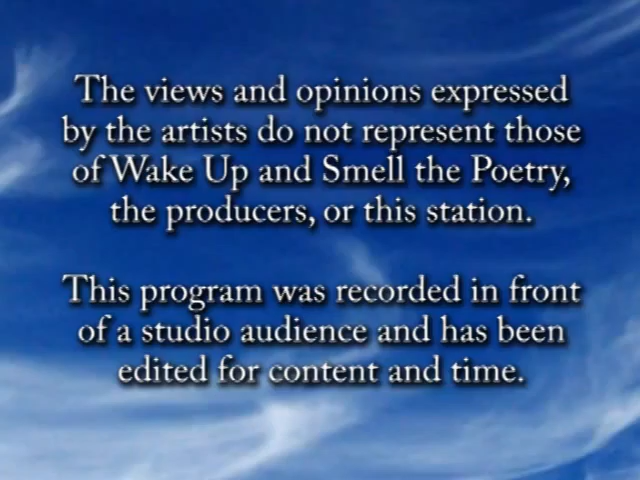 The views and opinions expressed
by the artists do not represent those
of Wake Up and Smell the Poetry,
the producers, or this station.
This program was recorded in front
of a studio audience and has been
edited for content and time.